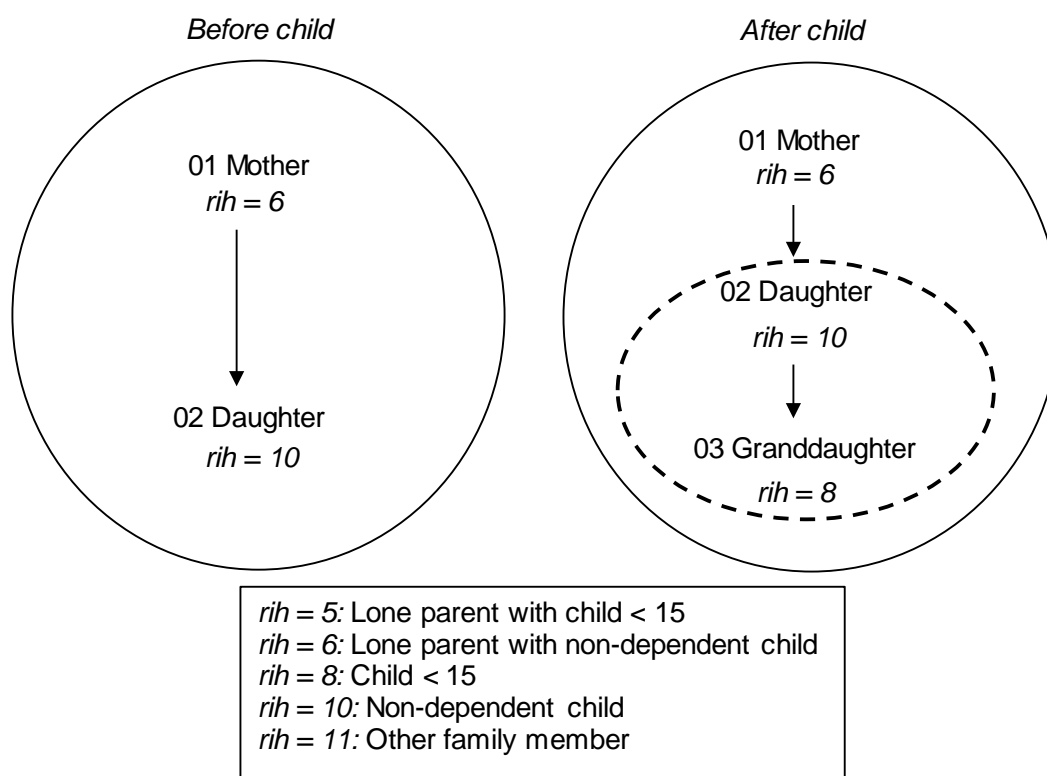 Before child
01 Mother
rih = 6
02 Daughter
rih = 10
After child
01 Mother
rih = 6
02 Daughter
rih = 10
03 Granddaughter
rih = 8
rih = 5: Lone parent with child < 15
rih = 6: Lone parent with non-dependent child
rih = 8: Child < 15
rih = 10: Non-dependent child
rih = 11: Other family member